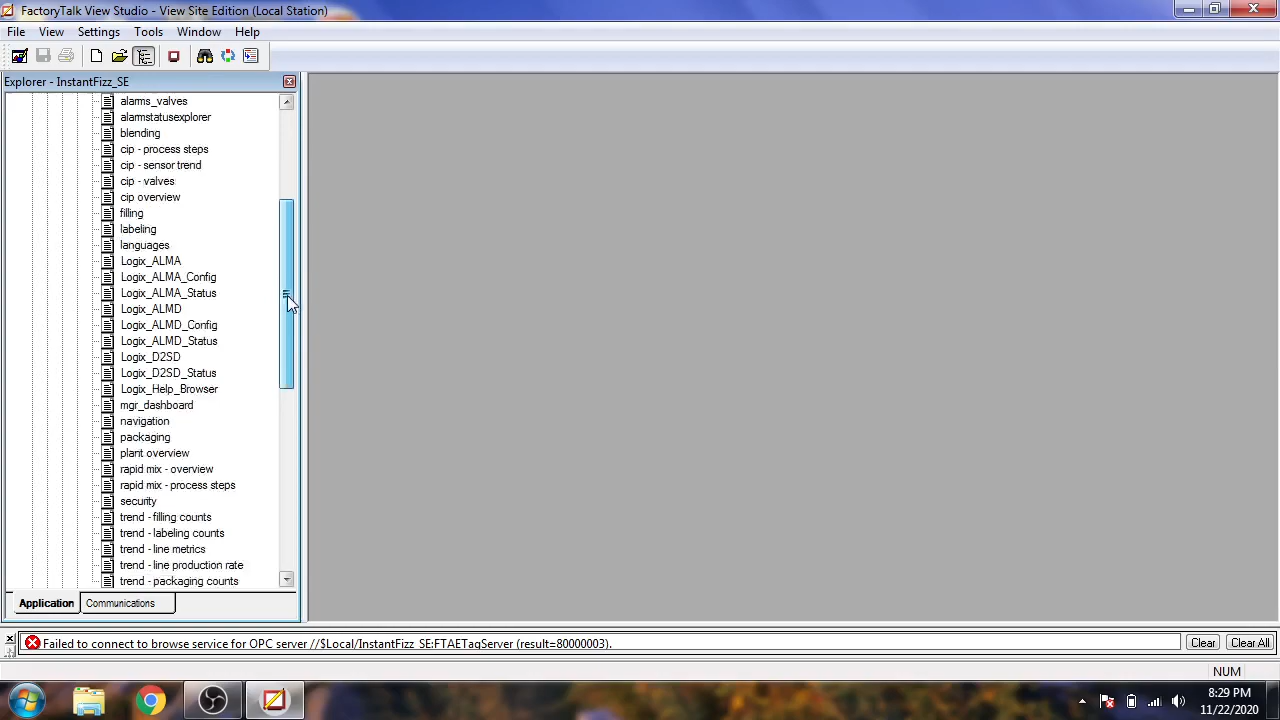 FactoryTalk View Studio - View Site Edition (Local Station)
File View Settings Tools Window Help
Explorer - InstantFizz_SE
alarms_valves
alarmstatusexplorer
blending
cip - process steps
cip - sensor trend
cip - valves
cip overview
filling
labeling
languages
Logix_ALMA
Logix_ALMA_Config
Logix_ALMA_Status
Logix_ALMD
Logix_ALMD_Config
Logix_ALMD_Status
Logix_D2SD
Logix_D2SD_Status
Logix_Help_Browser
mgr_dashboard
navigation
packaging
plant overview
rapid mix - overview
rapid mix - process steps
security
trend - filling counts
trend - labeling counts
trend - line metrics
trend - line production rate
trend - packaging counts
Application Communications
Failed to connect to browse service for OPC server //$Local/InstantFizz_SE:FTAETagServer (result=80000003).
Clear Clear All
NUM
8:29 PM
11/22/2020